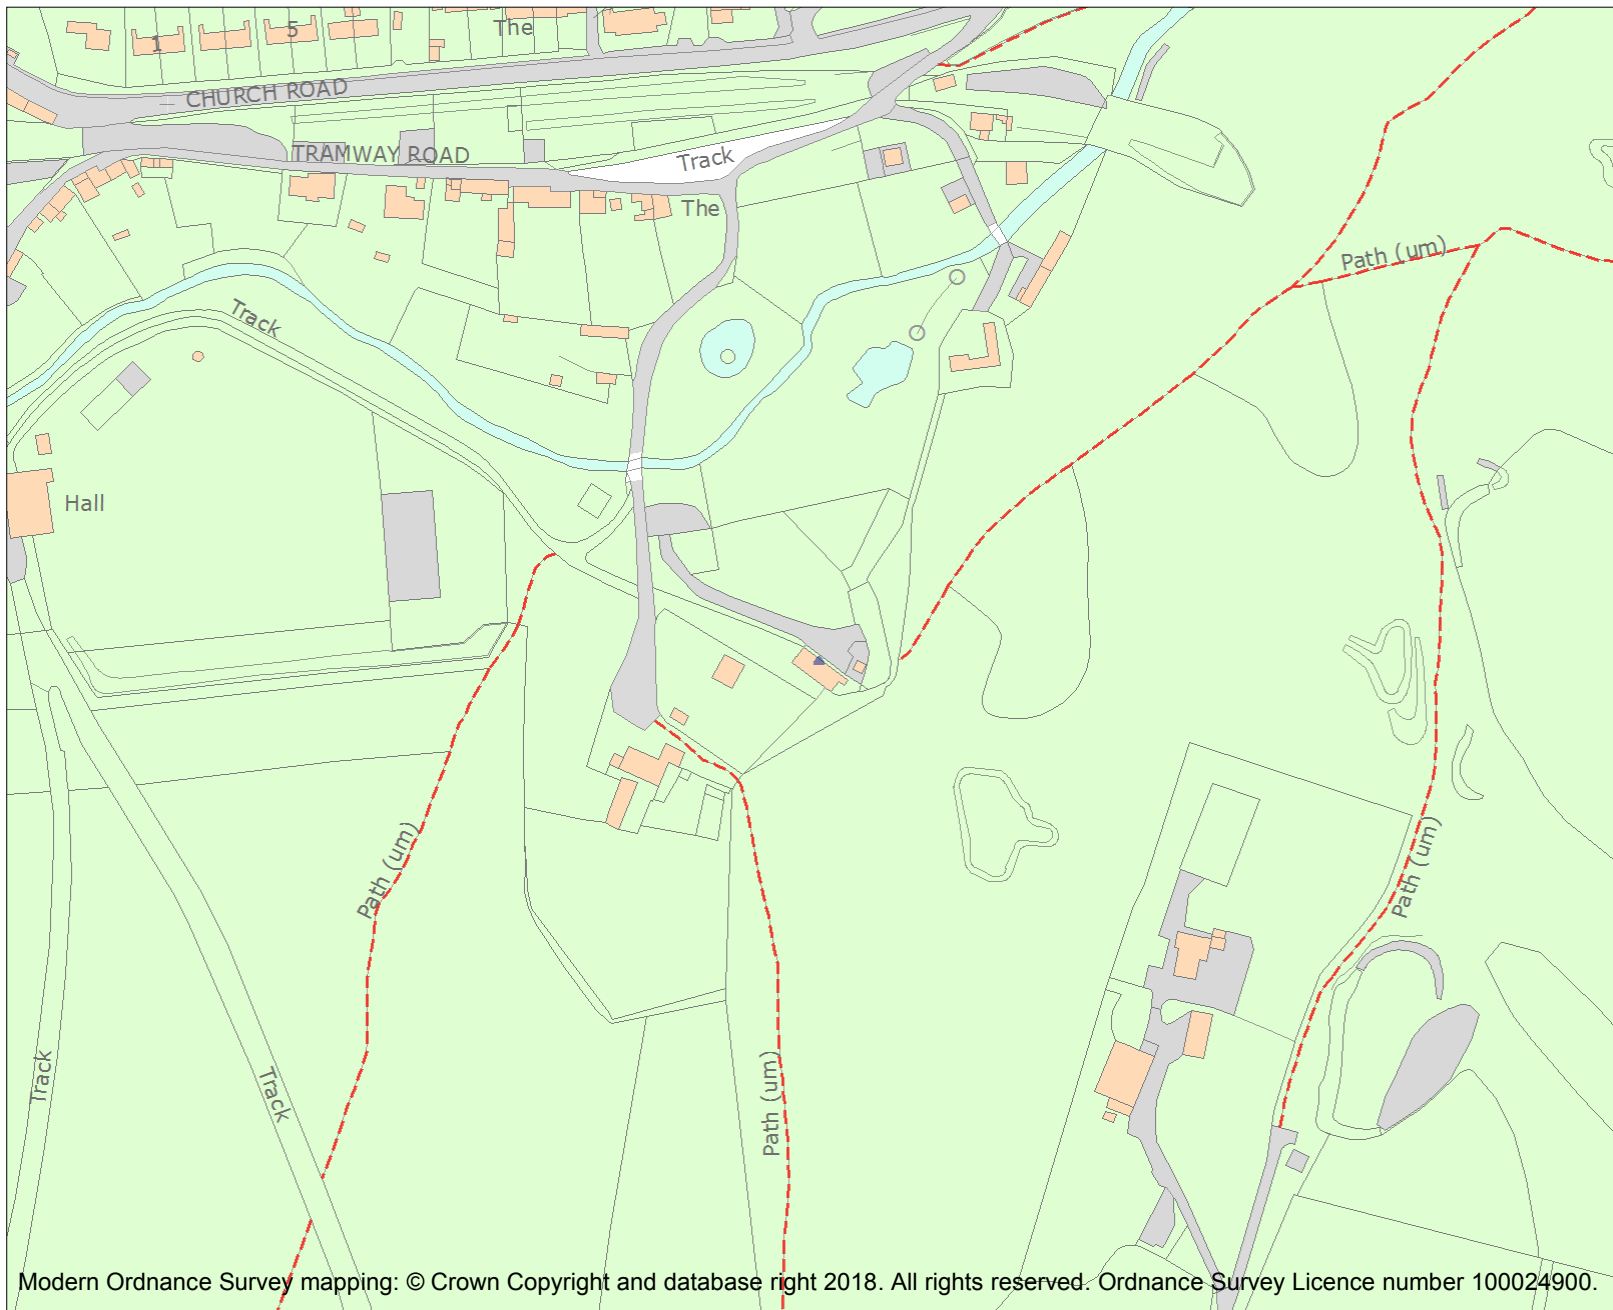 The
5
1
CHURCH ROAD
TRAMWAY ROAD
Track
The
Path (um)
Track
Hall
Path (um)
Path (um)
Track
Track
Path (um)
Modern Ordnance Survey mapping: © Crown Copyright and database right 2018. All rights reserved. Ordnance Survey Licence number 100024900.